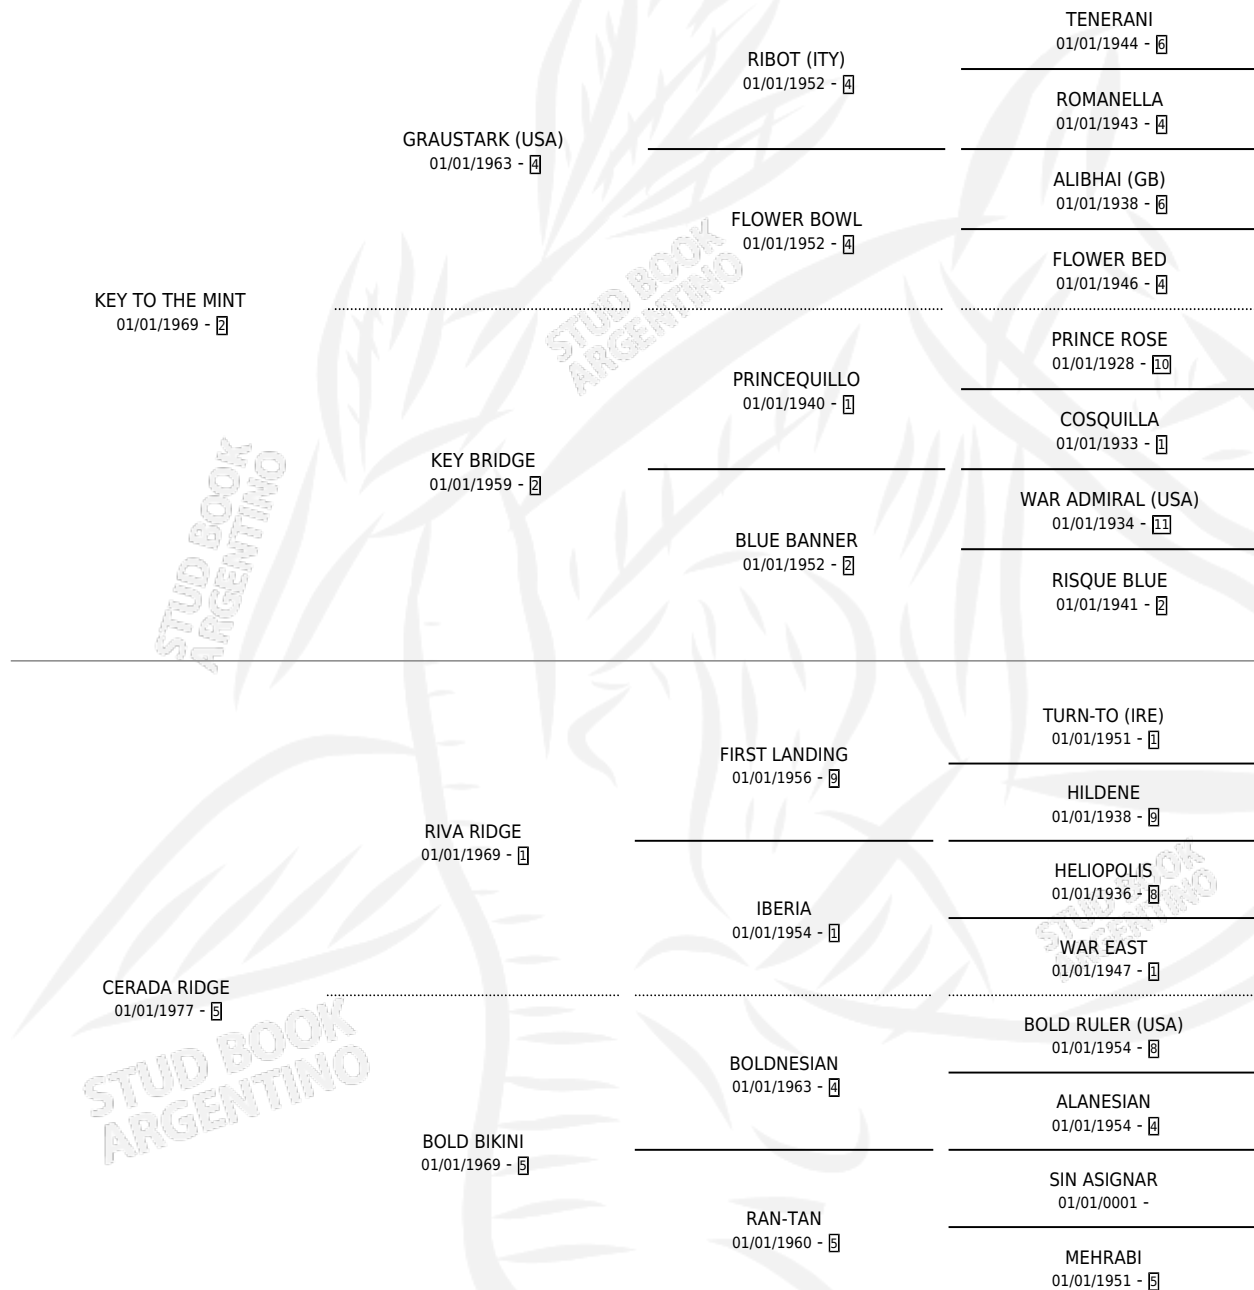 TENERANI
01/01/1944 - 6
RIBOT (ITY)
01/01/1952 - 4
ROMANELLA
01/01/1943 - 4
GRAUSTARK (USA)
01/01/1963 - 4
ALIBHAI (GB)
01/01/1938 - 6
FLOWER BOWL
01/01/1952 - 4
FLOWER BED
01/01/1946 - 4
KEY TO THE MINT
01/01/1969 - 2
PRINCE ROSE
01/01/1928 - 10
PRINCEQUILLO
01/01/1940 - 1
COSQUILLA
01/01/1933 - 1
KEY BRIDGE
01/01/1959 - 2
WAR ADMIRAL (USA)
01/01/1934 - 11
BLUE BANNER
01/01/1952 - 2
RISQUE BLUE
01/01/1941 - 2
TURN-TO (IRE)
01/01/1951 - 1
FIRST LANDING
01/01/1956 - 9
HILDENE
01/01/1938 - 9
RIVA RIDGE
01/01/1969 - 1
HELIOPOLIS
01/01/1936 - 8
IBERIA
01/01/1954 - 1
WAR EAST
01/01/1947 - 1
CERADA RIDGE
01/01/1977 - 5
BOLD RULER (USA)
01/01/1954 - 8
BOLDNESIAN
01/01/1963 - 4
ALANESIAN
01/01/1954 - 4
BOLD BIKINI
01/01/1969 - 5
SIN ASIGNAR
01/01/0001 -
RAN-TAN
01/01/1960 - 5
MEHRABI
01/01/1951 - 5
STUD BOOK
ARGENTINO
STUD BOOK
ARGENTINO
STUD BOOK
ARGENTINO
STUD BOOK
ARGENTINO